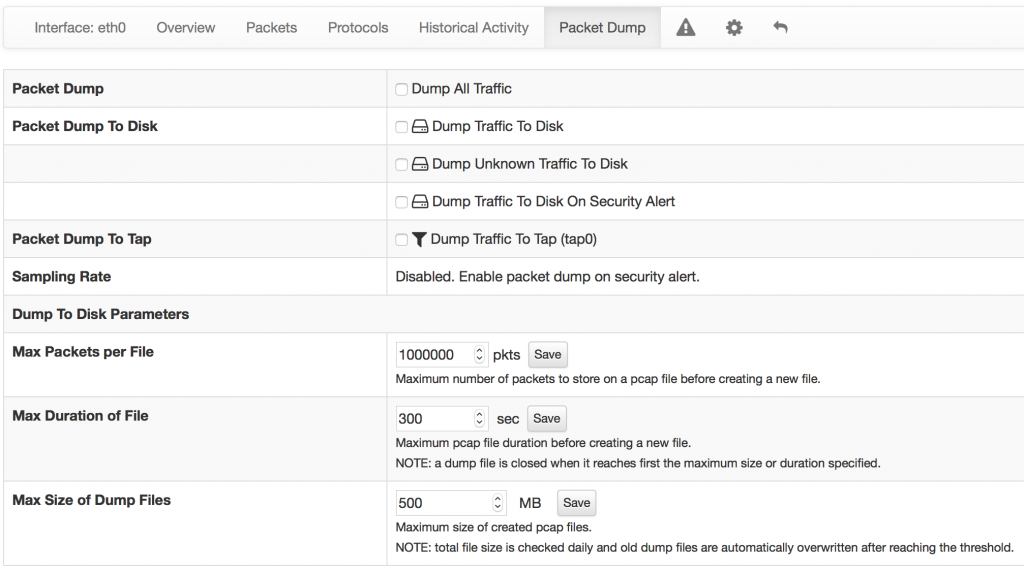 Interface: eth0 Overview Packets Protocols Historical Activity Packet Dump
Packet Dump Dump All Traffic
Packet Dump To Disk Dump Traffic To Disk
Dump Unknown Traffic To Disk
Dump Traffic To Disk On Security Alert
Packet Dump To Tap Dump Traffic To Tap (tap0)
Sampling Rate Disabled. Enable packet dump on security alert.
Dump To Disk Parameters
Max Packets per File 1000000 pkts Save
Maximum number of packets to store on a pcap file before creating a new file.
Max Duration of File 300 sec Save
Maximum pcap file duration before creating a new file.
NOTE: a dump file is closed when it reaches first the maximum size or duration specified.
Max Size of Dump Files 500 MB Save
Maximum size of created pcap files.
NOTE: total file size is checked daily and old dump files are automatically overwritten after reaching the threshold.